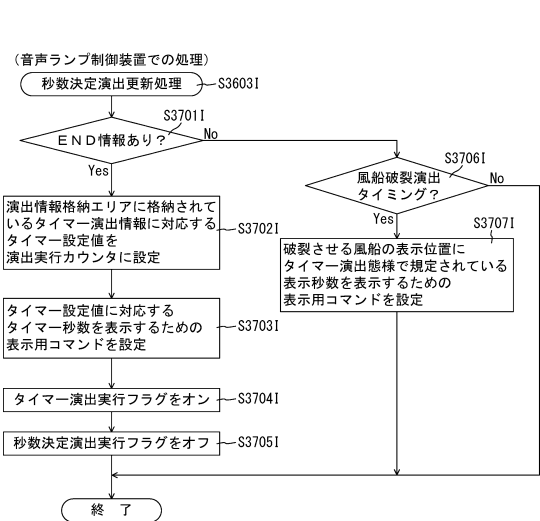 (音声ランプ制御装置での処理)
秒数決定演出更新処理
S3603I
S3701I
END情報あり?
No
Yes
演出情報格納エリアに格納されて
いるタイマー演出情報に対応する
タイマー設定値を
演出実行カウンタに設定
S3702I
タイマー設定値に対応する
タイマー秒数を表示するための
表示用コマンドを設定
S3703I
タイマー演出実行フラグをオン
S3704I
秒数決定演出実行フラグをオフ
S3705I
S3706I
風船破裂演出
タイミング?
No
Yes
S3707I
破裂させる風船の表示位置に
タイマー演出態様で規定されている
表示秒数を表示するための
表示用コマンドを設定
終 了